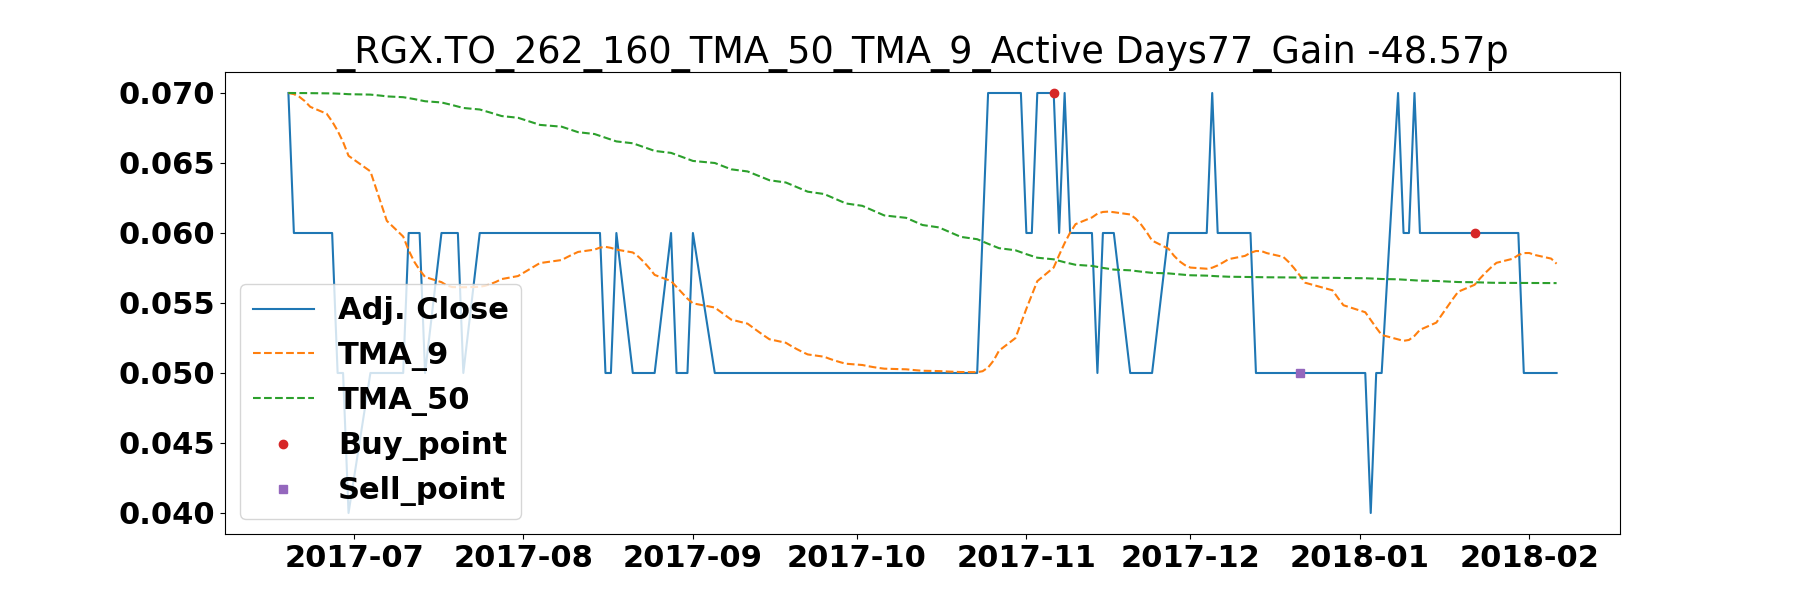 _RGX.TO_262_160_TMA_50_TMA_9_Active Days77_Gain -48.57p
0.070
0.065
0.060
0.055
0.050
0.045
0.040
Adj. Close
TMA_9
TMA_50
Buy_point
Sell_point
2017-07 2017-08 2017-09 2017-10 2017-11 2017-12 2018-01 2018-02